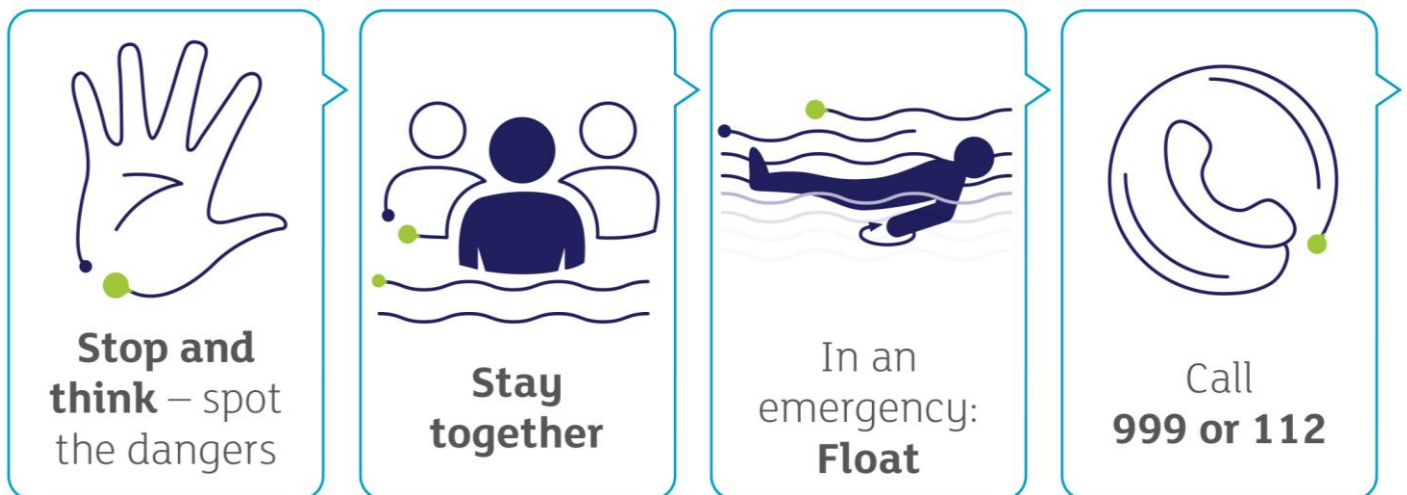 Stop and
think – spot
the dangers
Stay
together
In an
emergency:
Float
Call
999 or 112